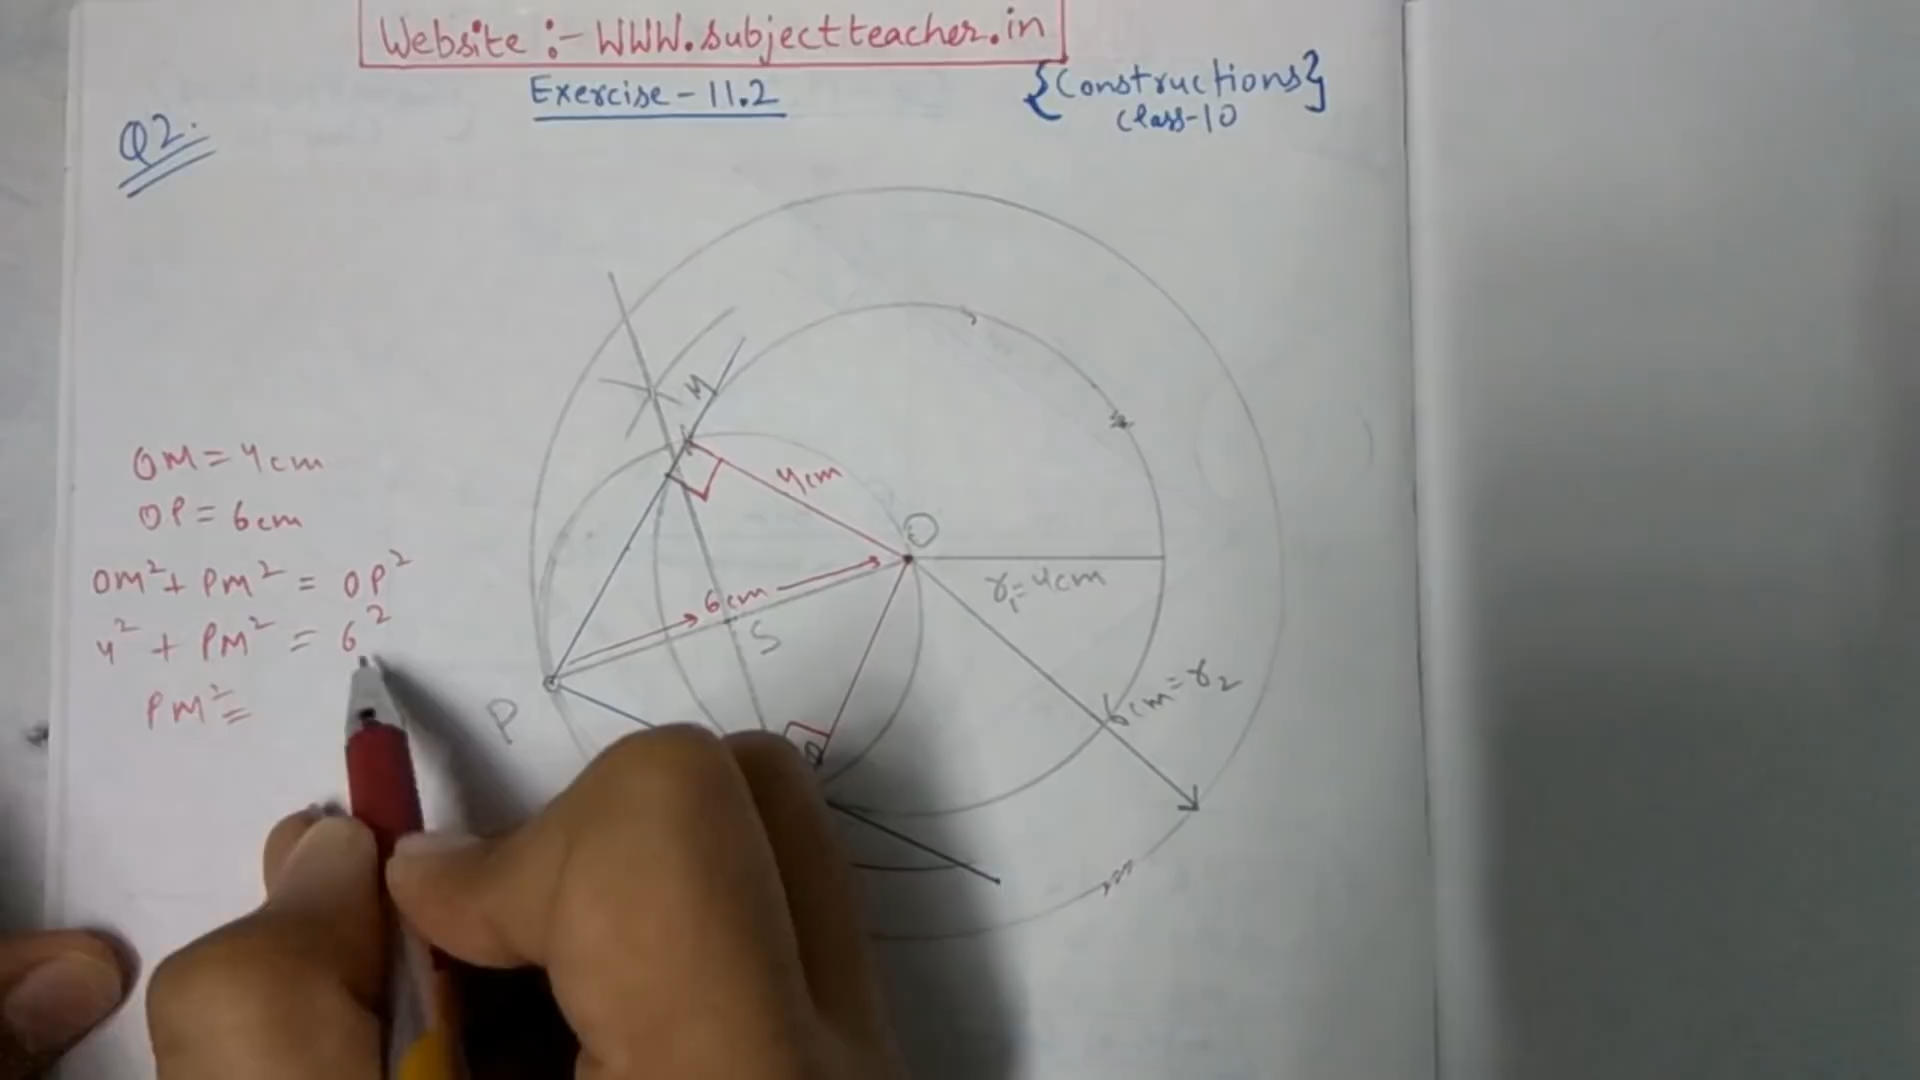 Website :- WWW.subjectteacher.in
Exercise - 11.2
{Constructions}
Class-10
Q2.
M
4cm
O
OM = 4cm
OP = 6cm
OM² + PM² = OP²
4² + PM² = 6²
PM² =
6cm
r₁=4cm
S
P
6cm = r₂